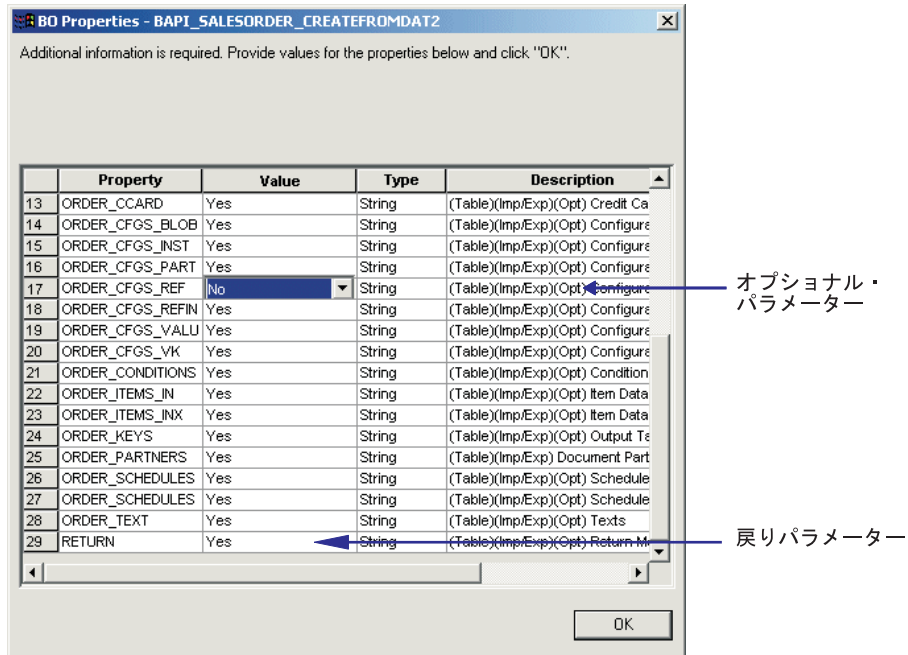 BO Properties - BAPI_SALESORDER_CREATEFROMDAT2
Additional information is required. Provide values for the properties below and click "OK".
Property Value Type Description
13 ORDER_CCARD Yes String (Table)(Imp/Exp)(Opt) Credit Ca
14 ORDER_CFGS_BLOB Yes String (Table)(Imp/Exp)(Opt) Configura
15 ORDER_CFGS_INST Yes String (Table)(Imp/Exp)(Opt) Configura
16 ORDER_CFGS_PART Yes String (Table)(Imp/Exp)(Opt) Configura
17 ORDER_CFGS_REF No String (Table)(Imp/Exp)(Opt) Configura
18 ORDER_CFGS_REFIN Yes String (Table)(Imp/Exp)(Opt) Configura
19 ORDER_CFGS_VALU Yes String (Table)(Imp/Exp)(Opt) Configura
20 ORDER_CFGS_VK Yes String (Table)(Imp/Exp)(Opt) Configura
21 ORDER_CONDITIONS Yes String (Table)(Imp/Exp)(Opt) Condition
22 ORDER_ITEMS_IN Yes String (Table)(Imp/Exp)(Opt) Item Data
23 ORDER_ITEMS_INX Yes String (Table)(Imp/Exp)(Opt) Item Data
24 ORDER_KEYS Yes String (Table)(Imp/Exp)(Opt) Output Ta
25 ORDER_PARTNERS Yes String (Table)(Imp/Exp) Document Part
26 ORDER_SCHEDULES Yes String (Table)(Imp/Exp)(Opt) Schedule
27 ORDER_SCHEDULES Yes String (Table)(Imp/Exp)(Opt) Schedule
28 ORDER_TEXT Yes String (Table)(Imp/Exp)(Opt) Texts
29 RETURN Yes String (Table)(Imp/Exp)(Opt) Return M
オプショナル・
パラメーター
戻りパラメーター
OK